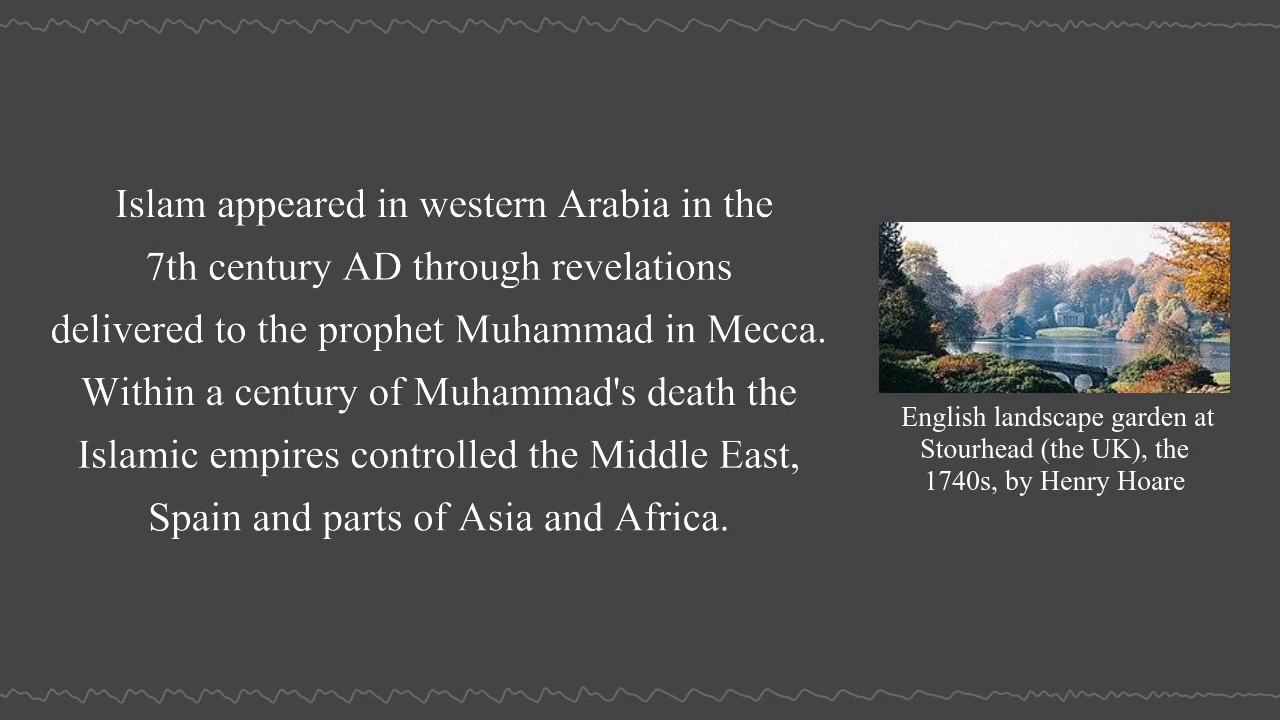 Islam appeared in western Arabia in the
7th century AD through revelations
delivered to the prophet Muhammad in Mecca.
Within a century of Muhammad's death the
Islamic empires controlled the Middle East,
Spain and parts of Asia and Africa.
English landscape garden at
Stourhead (the UK), the
1740s, by Henry Hoare